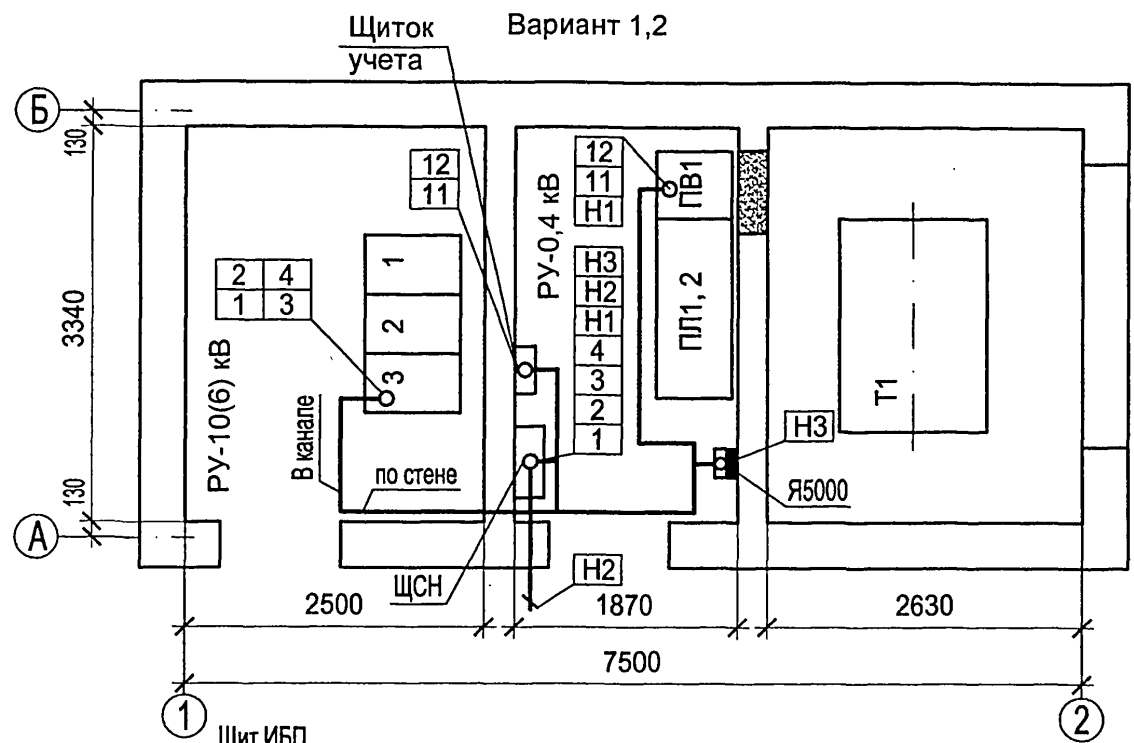 Щиток
учета
Вариант 1,2
Б
130
3340
130
А
РУ-10(6) кВ
2 4
1 3
1
2
3
В канале
по стене
12
11
РУ-0,4 кВ
12
11
Н1
Н3
Н2
Н1
4
3
2
1
ПВ1
ПЛ1, 2
Т1
Н3
Я5000
ЩСН
Н2
2500
1870
2630
7500
1
2
Щит ИБП